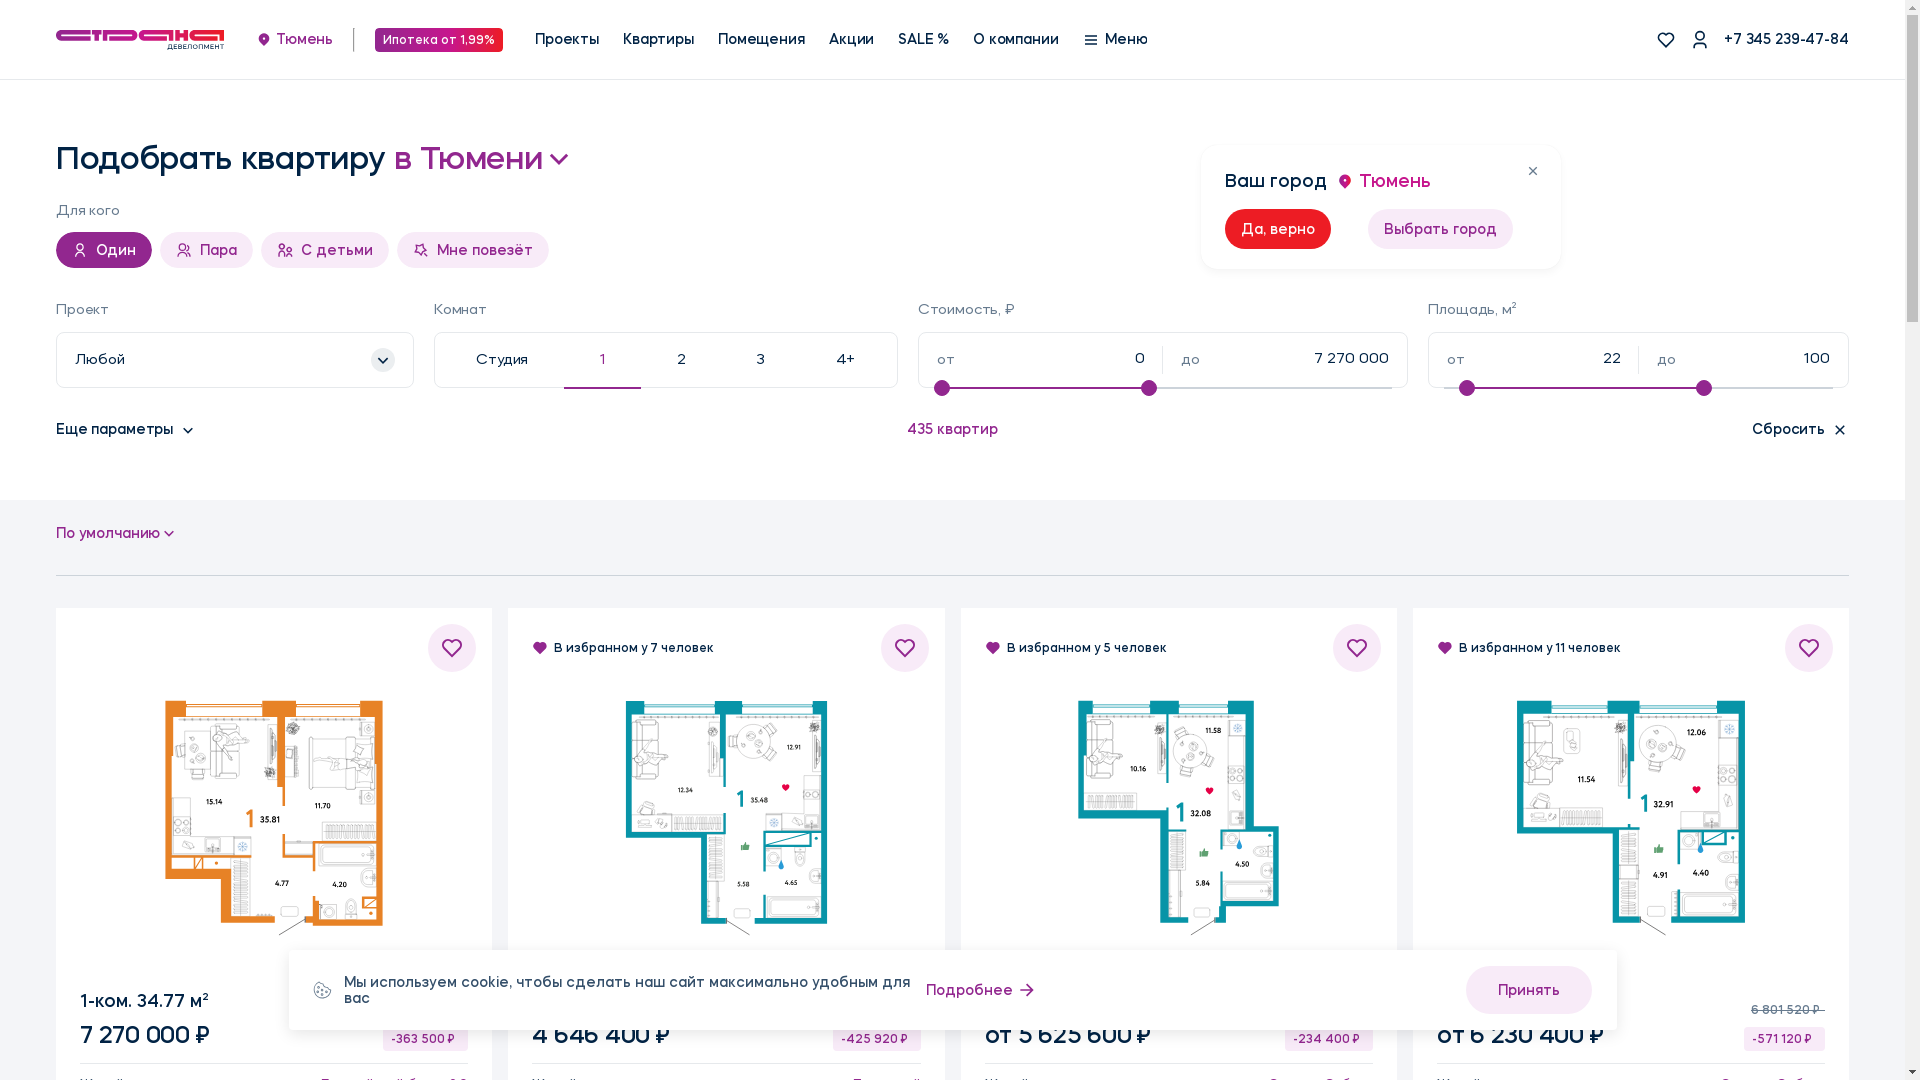 страна
ДЕВЕЛОПМЕНТ
Тюмень
Ипотека от 1,99%
Проекты
Квартиры
Помещения
Акции
SALE %
О компании
Меню
+7 345 239-47-84
Подобрать квартиру в Тюмени
Ваш город Тюмень
Да, верно
Выбрать город
Для кого
Один
Пара
С детьми
Мне повезёт
Проект
Комнат
Стоимость, ₽
Площадь, м²
Любой
Студия
1
2
3
4+
от 0
до 7 270 000
от 22
до 100
Еще параметры
435 квартир
Сбросить
По умолчанию
В избранном у 7 человек
В избранном у 5 человек
В избранном у 11 человек
15.14
11.70
1
35.81
4.77
4.20
12.91
12.34
1
35.48
5.58
4.65
11.58
10.16
1
32.08
4.50
5.84
12.06
11.54
1
32.91
4.91
4.40
Мы используем cookie, чтобы сделать наш сайт максимально удобным для
вас
Подробнее
Принять
1-ком. 34.77 м²
7 270 000 ₽
-363 500 ₽
4 646 400 ₽
-425 920 ₽
от 5 625 600 ₽
-234 400 ₽
6 801 520 ₽
от 6 230 400 ₽
-571 120 ₽